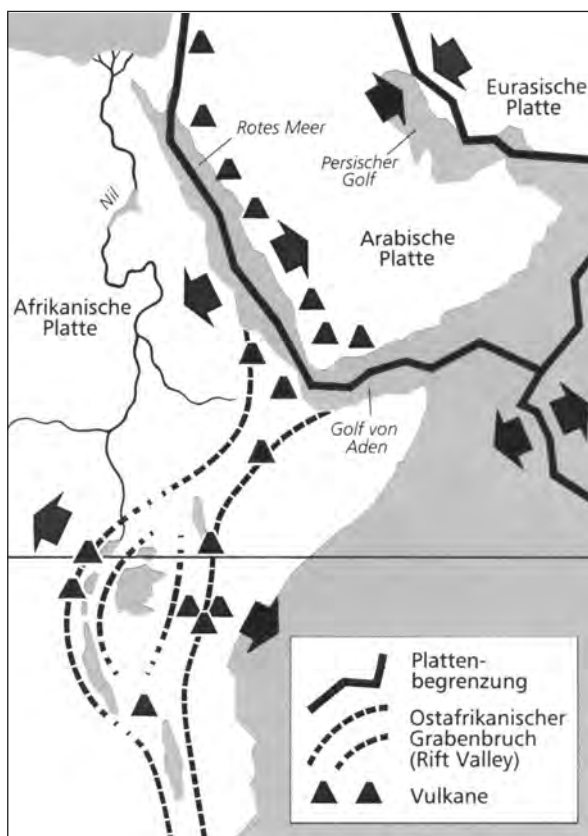 Eurasische
Platte
Rotes Meer
Persischer
Golf
Nil
Arabische
Platte
Afrikanische
Platte
Golf von
Aden
Platten-
begrenzung
Ostafrikanischer
Grabenbruch
(Rift Valley)
Vulkane